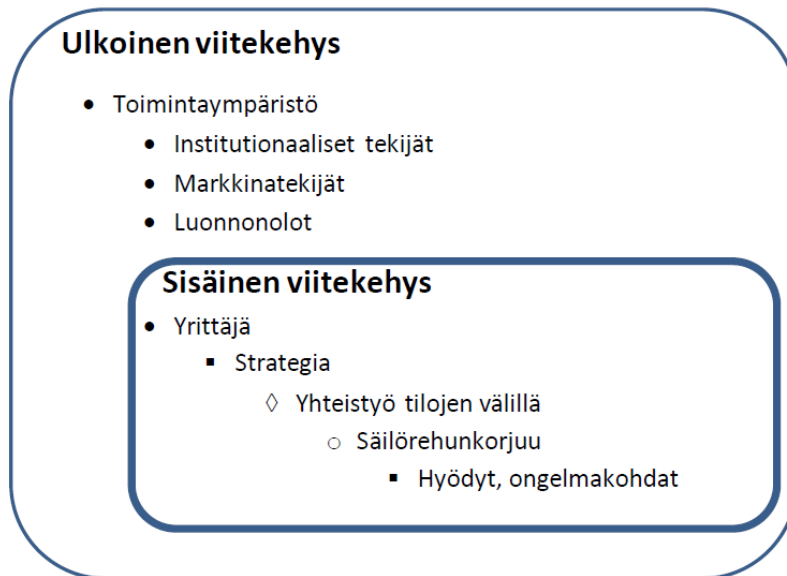 Ulkoinen viitekehys
• Toimintaympäristö
• Institutionaaliset tekijät
• Markkinatekijät
• Luonnonolot
Sisäinen viitekehys
• Yrittäjä
▪ Strategia
◊ Yhteistyö tilojen välillä
○ Säilörehunkorjuu
▪ Hyödyt, ongelmakohdat